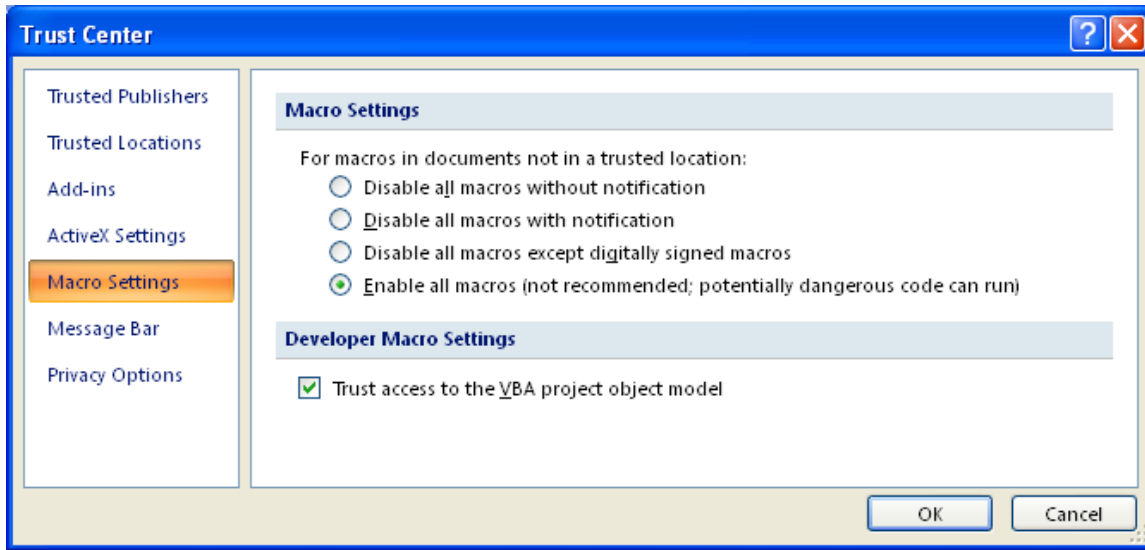 Trust Center
Trusted Publishers
Trusted Locations
Add-ins
ActiveX Settings
Macro Settings
Message Bar
Privacy Options
Macro Settings
For macros in documents not in a trusted location:
Disable all macros without notification
Disable all macros with notification
Disable all macros except digitally signed macros
Enable all macros (not recommended; potentially dangerous code can run)
Developer Macro Settings
Trust access to the VBA project object model
OK
Cancel